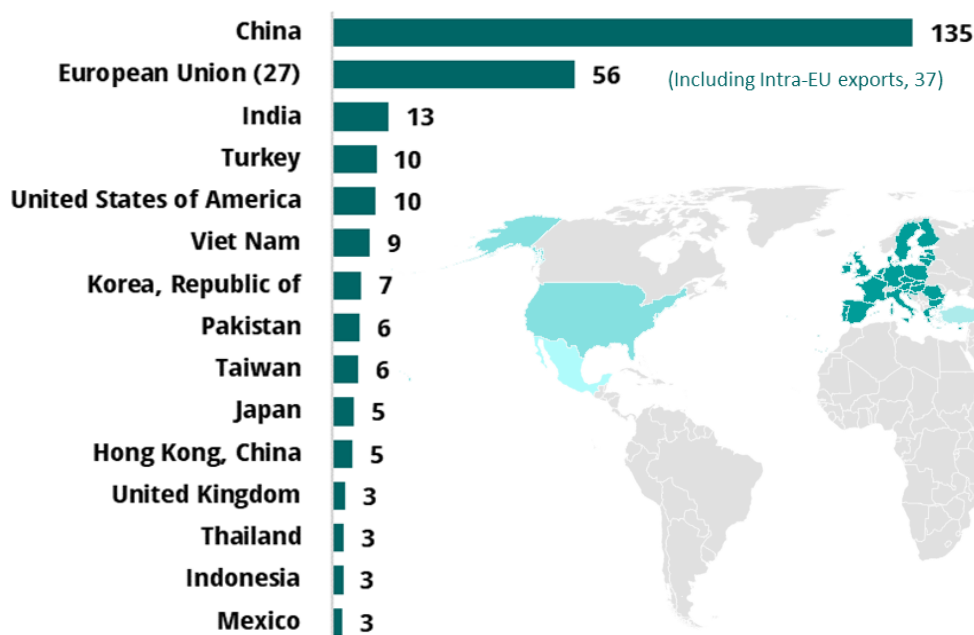 China 135
European Union (27) 56 (Including Intra-EU exports, 37)
India 13
Turkey 10
United States of America 10
Viet Nam 9
Korea, Republic of 7
Pakistan 6
Taiwan 6
Japan 5
Hong Kong, China 5
United Kingdom 3
Thailand 3
Indonesia 3
Mexico 3